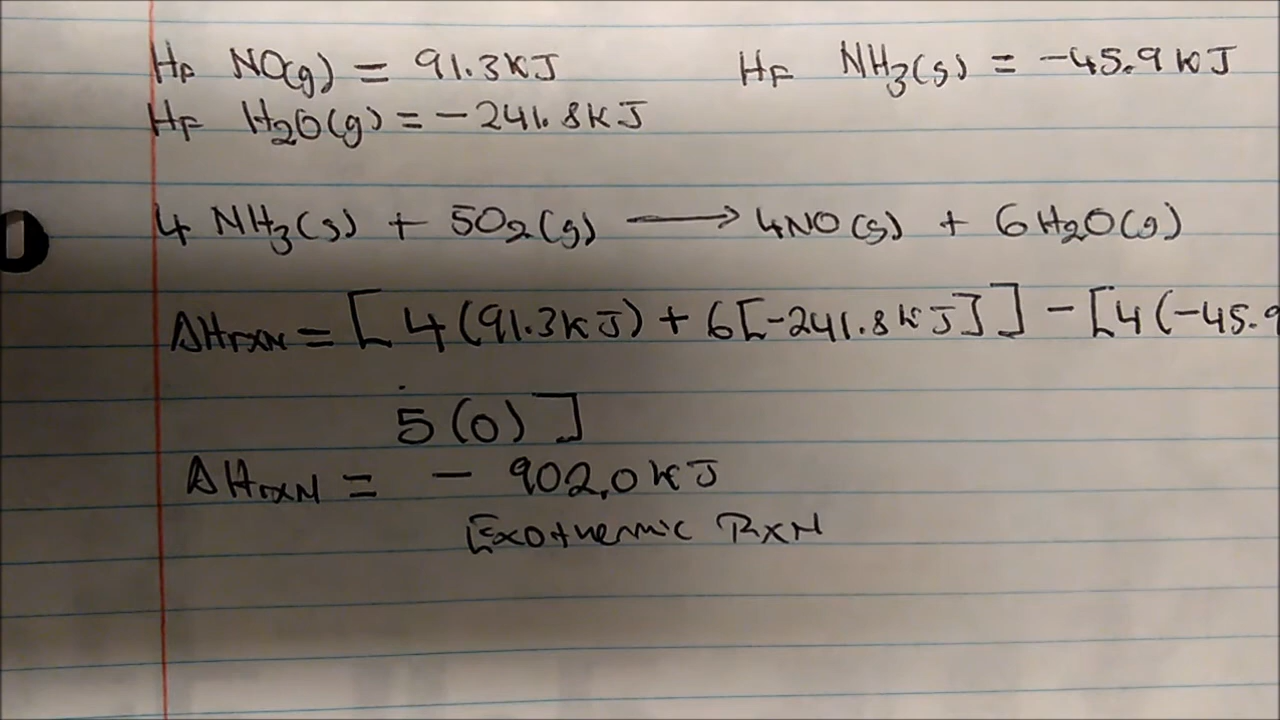 HF NO(g) = 91.3KJ HF NH3(s) = -45.9KJ
HF H2O(g) = -241.8KJ
4 NH3(s) + 5O2(g) ⟶ 4NO(s) + 6H2O(g)
ΔHrxN = [4(91.3KJ) + 6[-241.8KJ]] - [4(-45.9
5(0)]
ΔHrxN = - 902.0KJ
Exothermic RxN